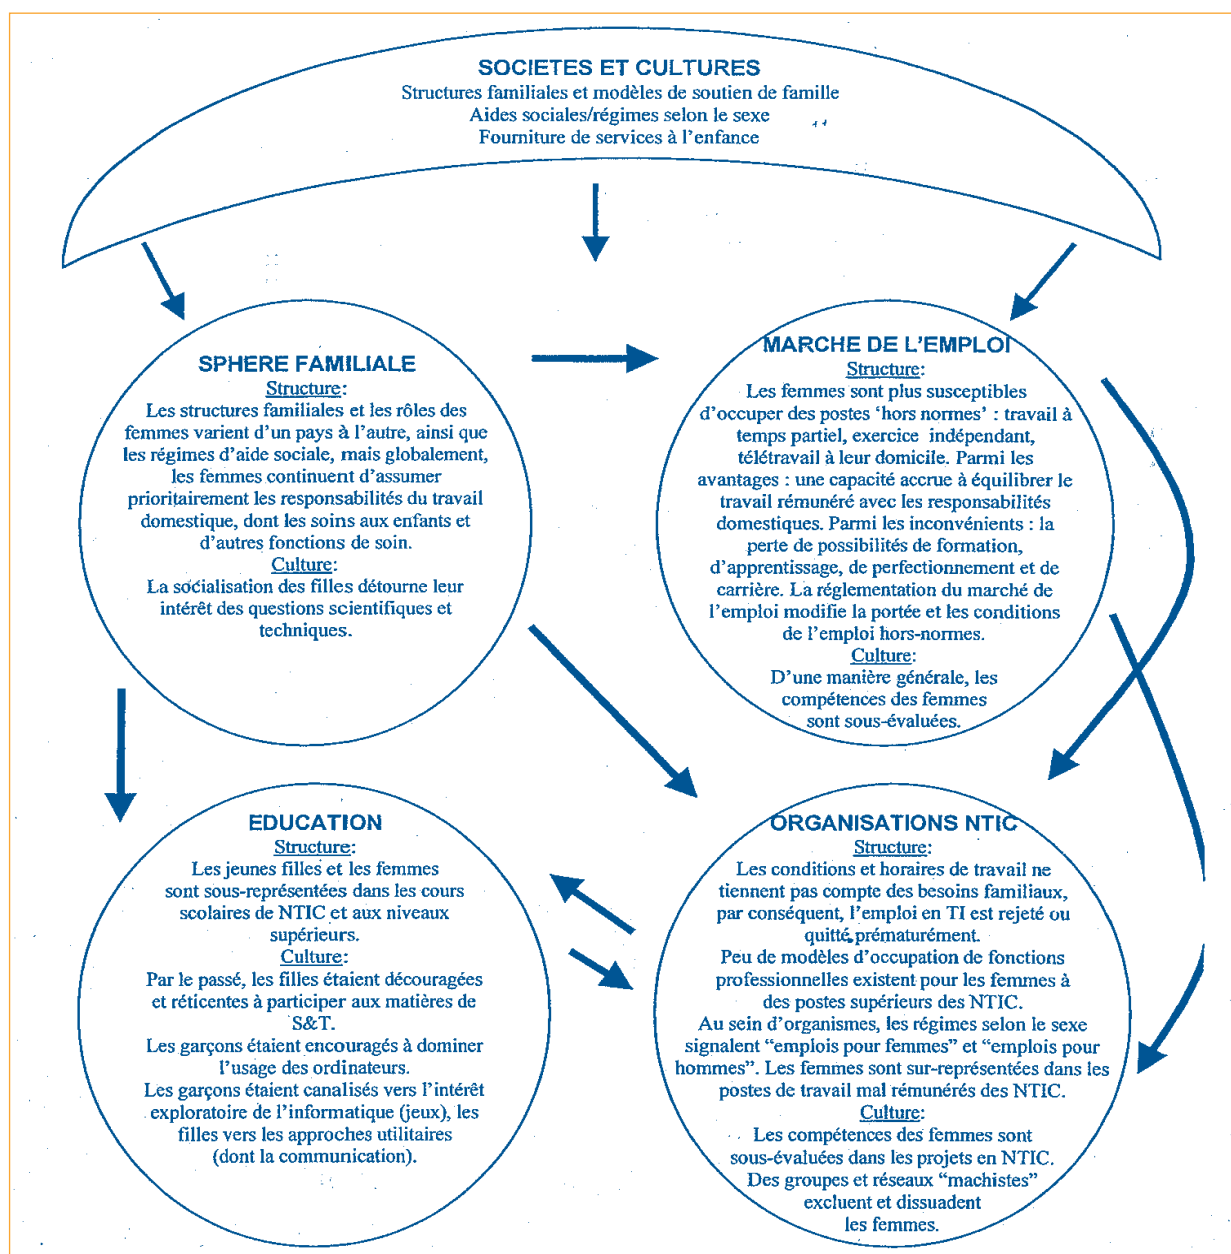 SOCIETES ET CULTURES
Structures familiales et modèles de soutien de famille
Aides sociales/régimes selon le sexe
Fourniture de services à l'enfance
SPHERE FAMILIALE
Structure:
Les structures familiales et les rôles des
femmes varient d'un pays à l'autre, ainsi que
les régimes d'aide sociale, mais globalement,
les femmes continuent d'assumer
prioritairement les responsabilités du travail
domestique, dont les soins aux enfants et
d'autres fonctions de soin.
Culture:
La socialisation des filles détourne leur
intérêt des questions scientifiques et
techniques.
MARCHE DE L'EMPLOI
Structure:
Les femmes sont plus susceptibles
d'occuper des postes ‘hors normes’ : travail à
temps partiel, exercice indépendant,
télétravail à leur domicile. Parmi les
avantages : une capacité accrue à équilibrer le
travail rémunéré avec les responsabilités
domestiques. Parmi les inconvénients : la
perte de possibilités de formation,
d'apprentissage, de perfectionnement et de
carrière. La réglementation du marché de
l'emploi modifie la portée et les conditions
de l'emploi hors-normes.
Culture:
D'une manière générale, les
compétences des femmes
sont sous-évaluées.
EDUCATION
Structure:
Les jeunes filles et les femmes
sont sous-représentées dans les cours
scolaires de NTIC et aux niveaux
supérieurs.
Culture:
Par le passé, les filles étaient découragées
et réticentes à participer aux matières de
S&T.
Les garçons étaient encouragés à dominer
l'usage des ordinateurs.
Les garçons étaient canalisés vers l'intérêt
exploratoire de l'informatique (jeux), les
filles vers les approches utilitaires
(dont la communication).
ORGANISATIONS NTIC
Structure:
Les conditions et horaires de travail ne
tiennent pas compte des besoins familiaux,
par conséquent, l'emploi en TI est rejeté ou
quitté prématurément.
Peu de modèles d'occupation de fonctions
professionnelles existent pour les femmes à
des postes supérieurs des NTIC.
Au sein d'organismes, les régimes selon le sexe
signalent “emplois pour femmes” et “emplois pour
hommes”. Les femmes sont sur-représentées dans les
postes de travail mal rémunérés des NTIC.
Culture:
Les compétences des femmes sont
sous-évaluées dans les projets en NTIC.
Des groupes et réseaux “machistes”
excluent et dissuadent
les femmes.